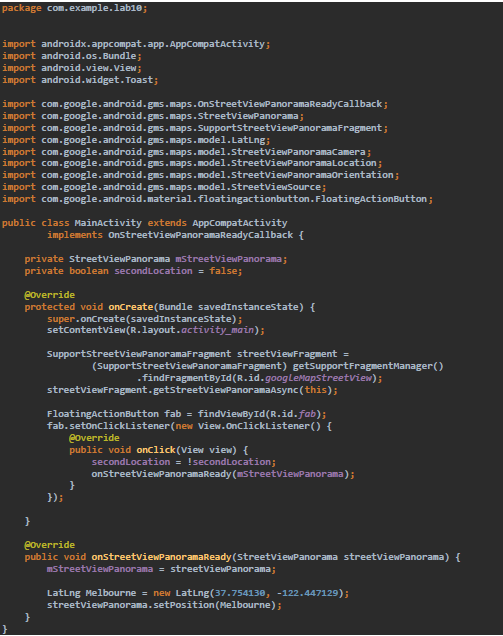 package com.example.lab10;
import androidx.appcompat.app.AppCompatActivity;
import android.os.Bundle;
import android.view.View;
import android.widget.Toast;
import com.google.android.gms.maps.OnStreetViewPanoramaReadyCallback;
import com.google.android.gms.maps.StreetViewPanorama;
import com.google.android.gms.maps.SupportStreetViewPanoramaFragment;
import com.google.android.gms.maps.model.LatLng;
import com.google.android.gms.maps.model.StreetViewPanoramaCamera;
import com.google.android.gms.maps.model.StreetViewPanoramaLocation;
import com.google.android.gms.maps.model.StreetViewPanoramaOrientation;
import com.google.android.gms.maps.model.StreetViewSource;
import com.google.android.material.floatingactionbutton.FloatingActionButton;
public class MainActivity extends AppCompatActivity
        implements OnStreetViewPanoramaReadyCallback {
    private StreetViewPanorama mStreetViewPanorama;
    private boolean secondLocation = false;
    @Override
    protected void onCreate(Bundle savedInstanceState) {
        super.onCreate(savedInstanceState);
        setContentView(R.layout.activity_main);
        SupportStreetViewPanoramaFragment streetViewFragment =
                (SupportStreetViewPanoramaFragment) getSupportFragmentManager()
                        .findFragmentById(R.id.googleMapStreetView);
        streetViewFragment.getStreetViewPanoramaAsync(this);
        FloatingActionButton fab = findViewById(R.id.fab);
        fab.setOnClickListener(new View.OnClickListener() {
            @Override
            public void onClick(View view) {
                secondLocation = !secondLocation;
                onStreetViewPanoramaReady(mStreetViewPanorama);
            }
        });
    }
    @Override
    public void onStreetViewPanoramaReady(StreetViewPanorama streetViewPanorama) {
        mStreetViewPanorama = streetViewPanorama;
        LatLng Melbourne = new LatLng(37.754130, -122.447129);
        streetViewPanorama.setPosition(Melbourne);
    }
}